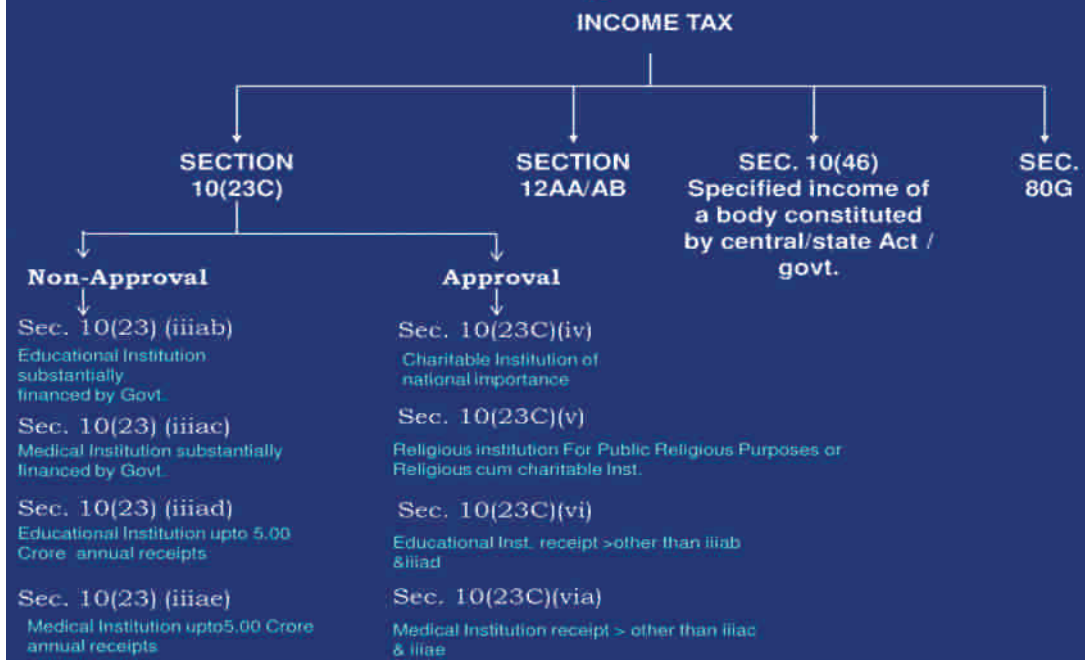 INCOME TAX
SECTION
10(23C)
SECTION
12AA/AB
SEC. 10(46)
Specified income of
a body constituted
by central/state Act /
govt.
SEC.
80G
Non-Approval
Sec. 10(23) (iiiab)
Educational Institution
substantially
financed by Govt.
Sec. 10(23) (iiiac)
Medical Institution substantially
financed by Govt.
Sec. 10(23) (iiiad)
Educational Institution upto 5.00
Crore annual receipts
Sec. 10(23) (iiiae)
Medical Institution upto5.00 Crore
annual receipts
Approval
Sec. 10(23C)(iv)
Charitable Institution of
national importance
Sec. 10(23C)(v)
Religious institution For Public Religious Purposes or
Religious cum charitable Inst.
Sec. 10(23C)(vi)
Educational Inst. receipt >other than iiiab
&iiiad
Sec. 10(23C)(via)
Medical Institution receipt > other than iiiac
& iiiae